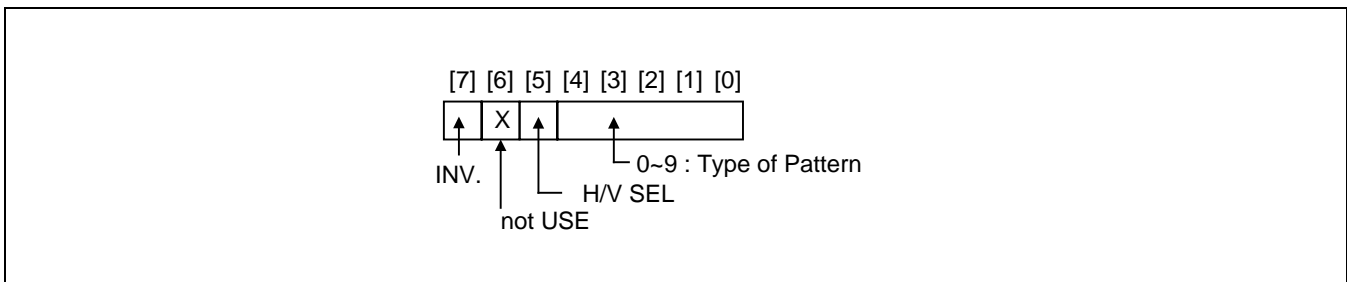 [7] [6] [5] [4] [3] [2] [1] [0]
X
0~9 : Type of Pattern
INV.
H/V SEL
not USE